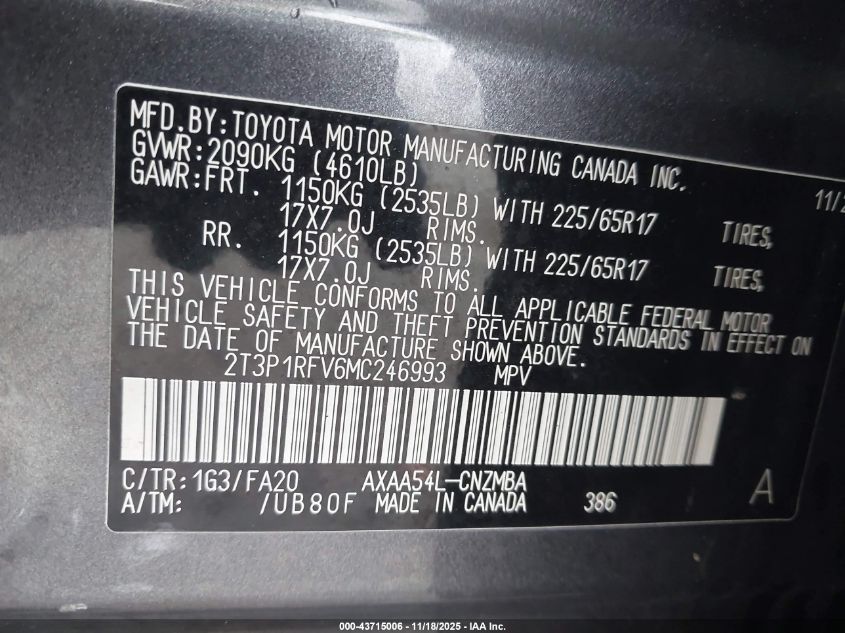 MFD.BY:TOYOTA MOTOR MANUFACTURING CANADA INC.
GVWR:2090KG (4610LB) 11/2
GAWR:FRT. 1150KG (2535LB) WITH 225/65R17 TIRES,
17X7.0J RIMS.
RR. 1150KG (2535LB) WITH 225/65R17 TIRES,
17X7.0J RIMS.
THIS VEHICLE CONFORMS TO ALL APPLICABLE FEDERAL MOTOR
VEHICLE SAFETY AND THEFT PREVENTION STANDARDS IN EFFECT ON
THE DATE OF MANUFACTURE SHOWN ABOVE.
2T3P1RFV6MC246993 MPV
C/TR:1G3/FA20 AXAA54L-CNZMBA A
A/TM: /UB80F MADE IN CANADA 386
000-43715006 - 11/18/2025 - IAA Inc.